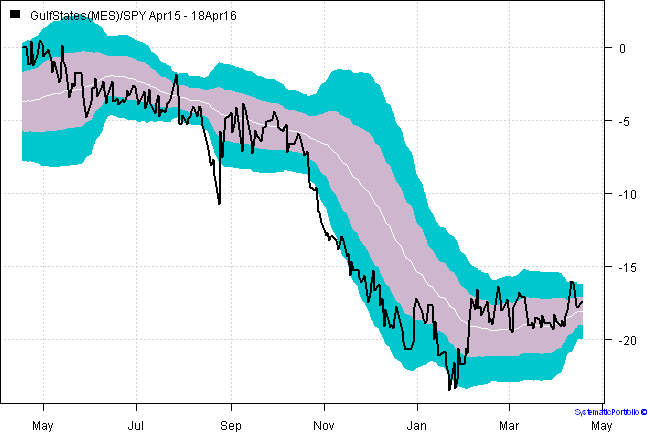 GulfStates(MES)/SPY Apr15 - 18Apr16
0
-5
-10
-15
-20
SystematicPortfolio ©
May Jul Sep Nov Jan Mar May